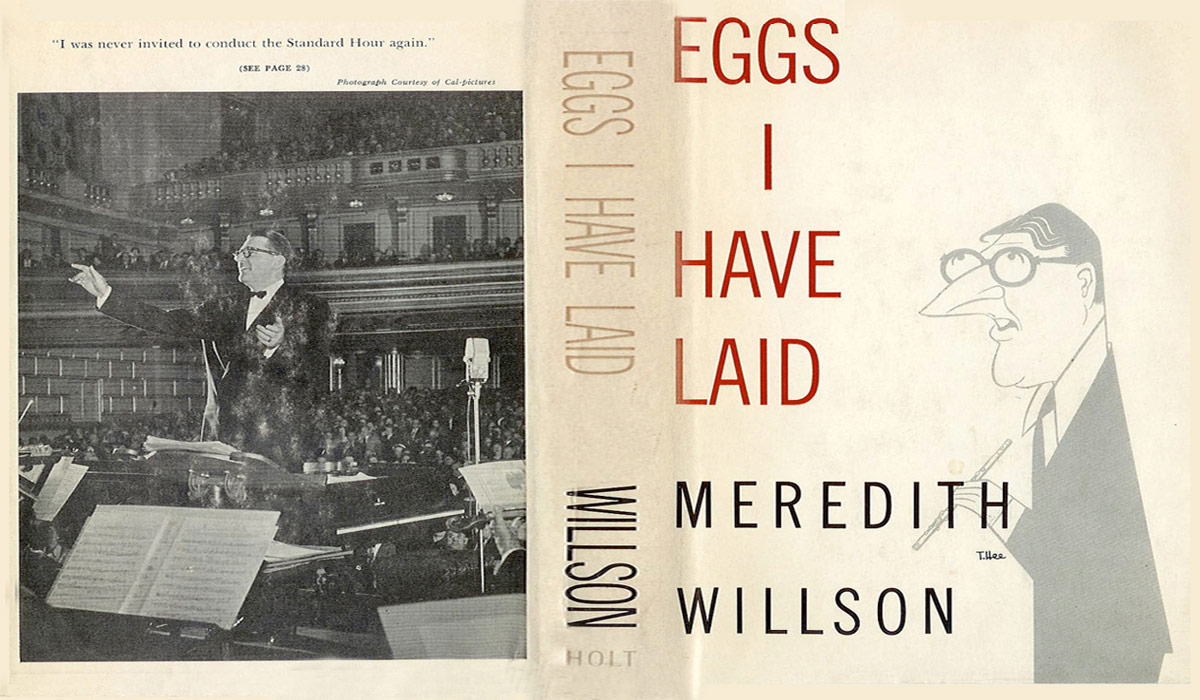 "I was never invited to conduct the Standard Hour again."
(SEE PAGE 28)
Photograph Courtesy of Cal-pictures
EGGS I HAVE LAID
WILLSON
HOLT
EGGS
I
HAVE
LAID
MEREDITH
WILLSON
T. Hee